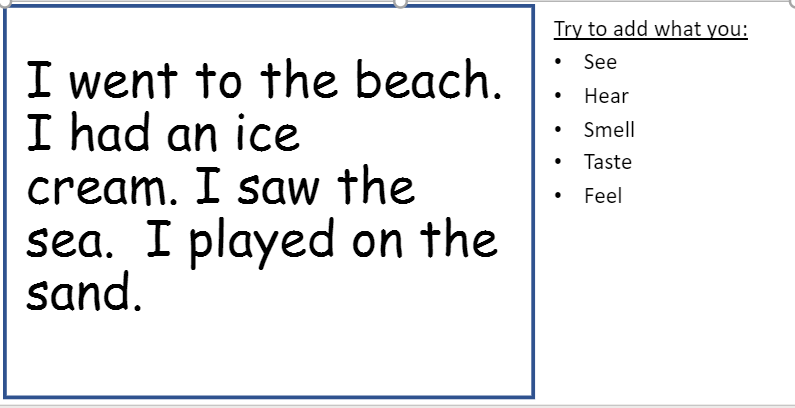 I went to the beach.
I had an ice
cream. I saw the
sea.  I played on the
sand.
Try to add what you:
• See
• Hear
• Smell
• Taste
• Feel